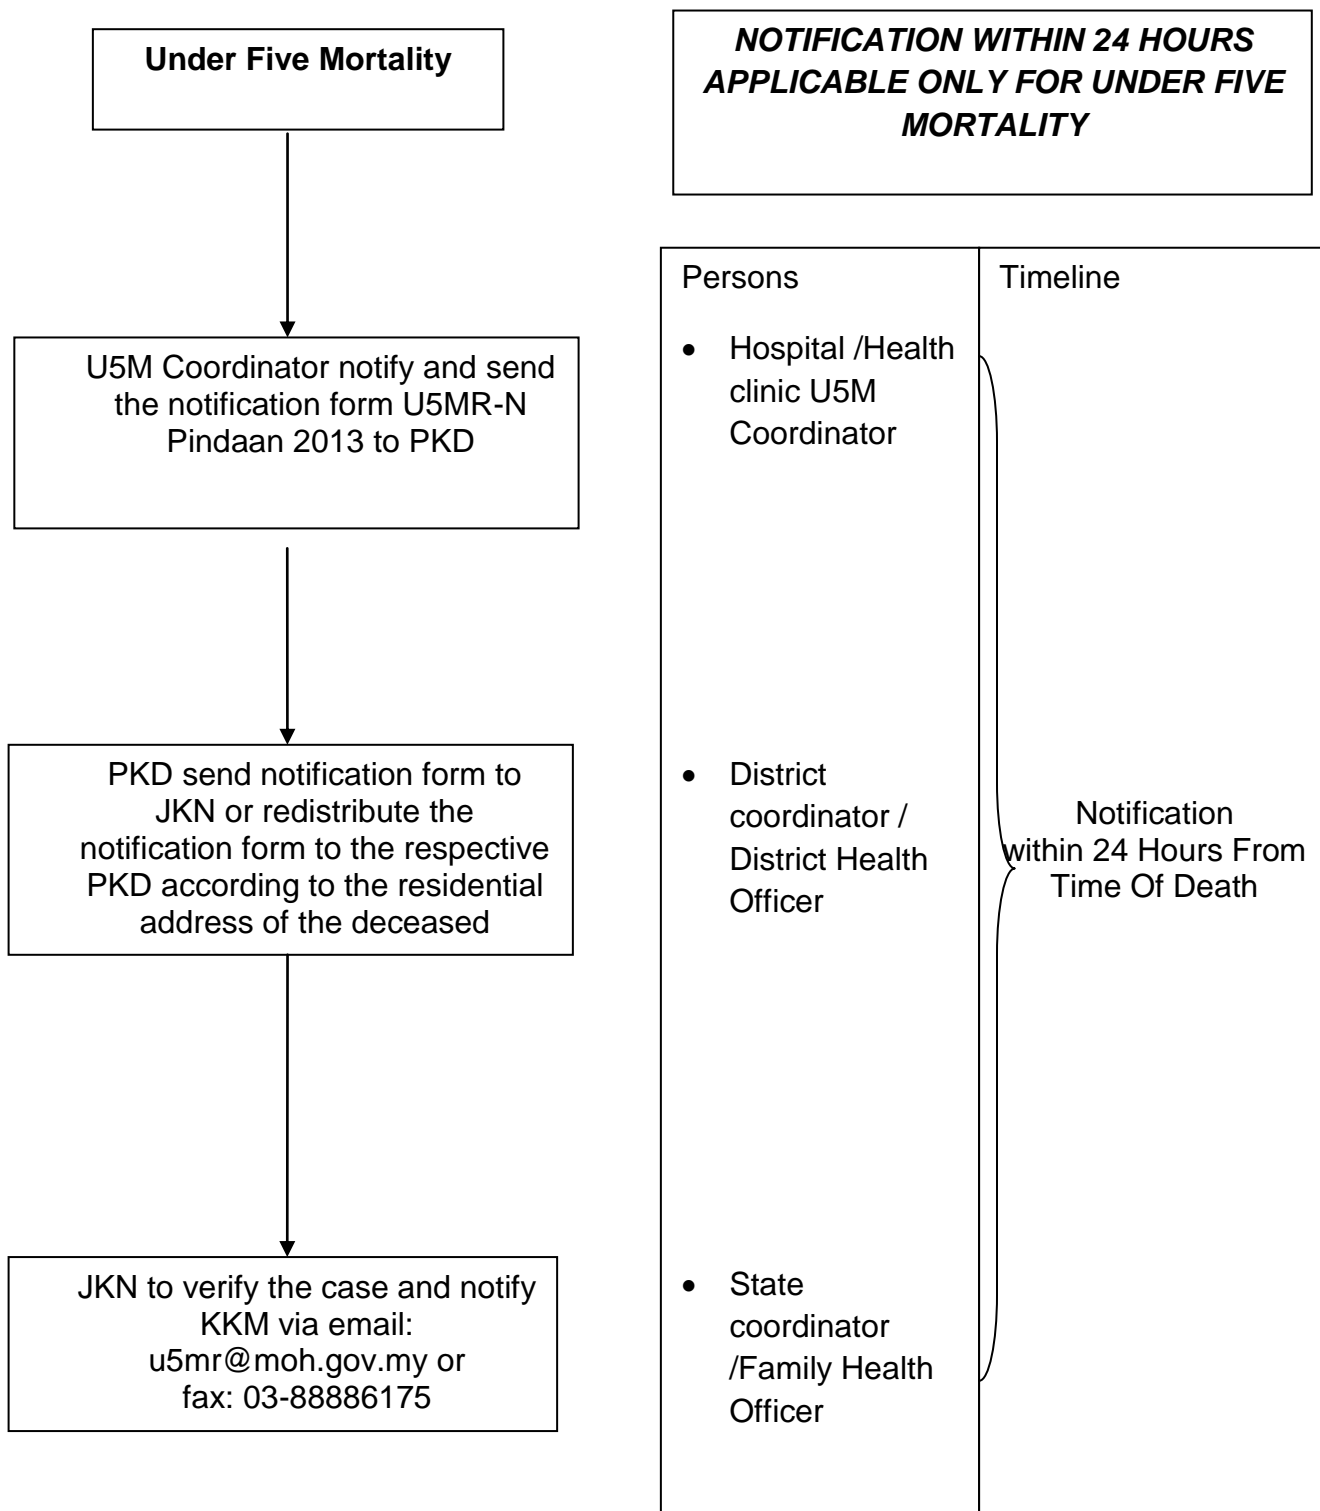 Under Five Mortality
NOTIFICATION WITHIN 24 HOURS
APPLICABLE ONLY FOR UNDER FIVE
MORTALITY
Persons
Timeline
U5M Coordinator notify and send
the notification form U5MR-N
Pindaan 2013 to PKD
• Hospital /Health
clinic U5M
Coordinator
PKD send notification form to
JKN or redistribute the
notification form to the respective
PKD according to the residential
address of the deceased
• District
coordinator /
District Health
Officer
Notification
within 24 Hours From
Time Of Death
JKN to verify the case and notify
KKM via email:
u5mr@moh.gov.my or
fax: 03-88886175
• State
coordinator
/Family Health
Officer